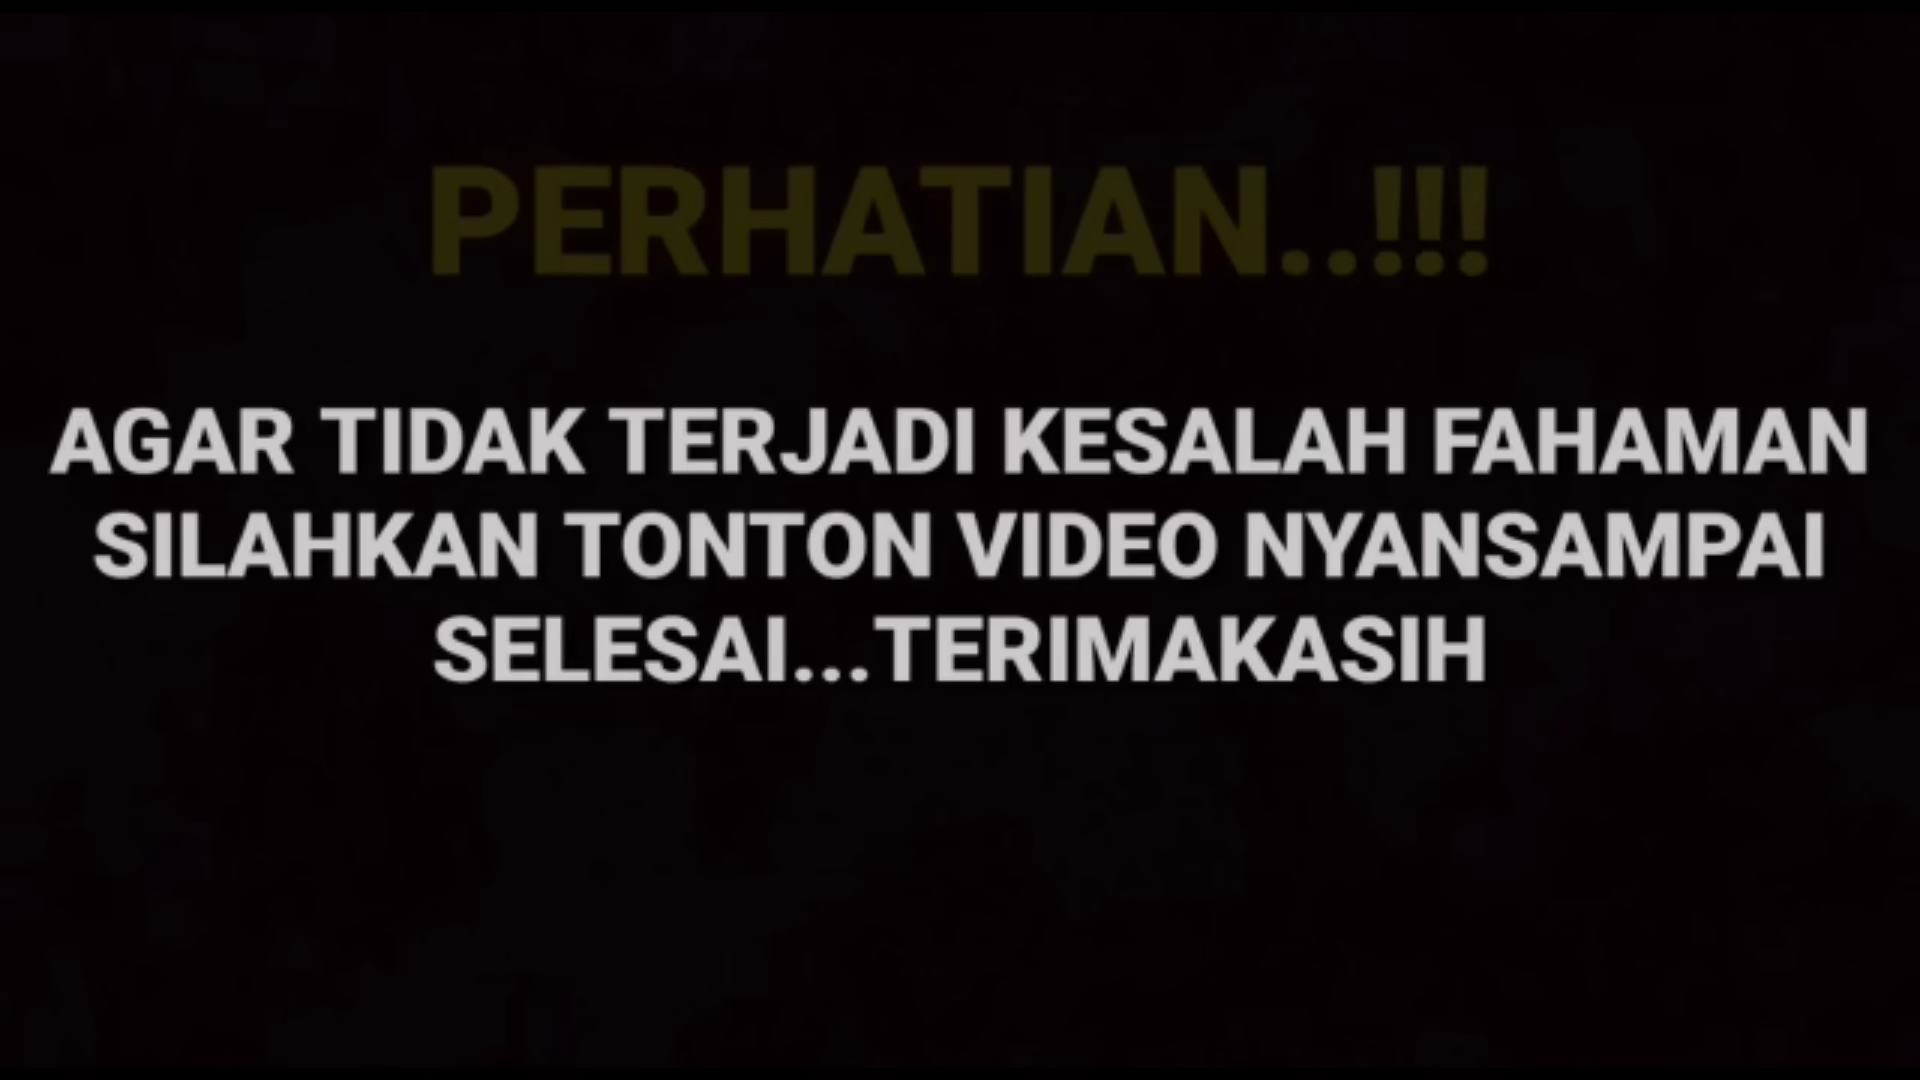 PERHATIAN..!!!
AGAR TIDAK TERJADI KESALAH FAHAMAN
SILAHKAN TONTON VIDEO NYANSAMPAI
SELESAI...TERIMAKASIH